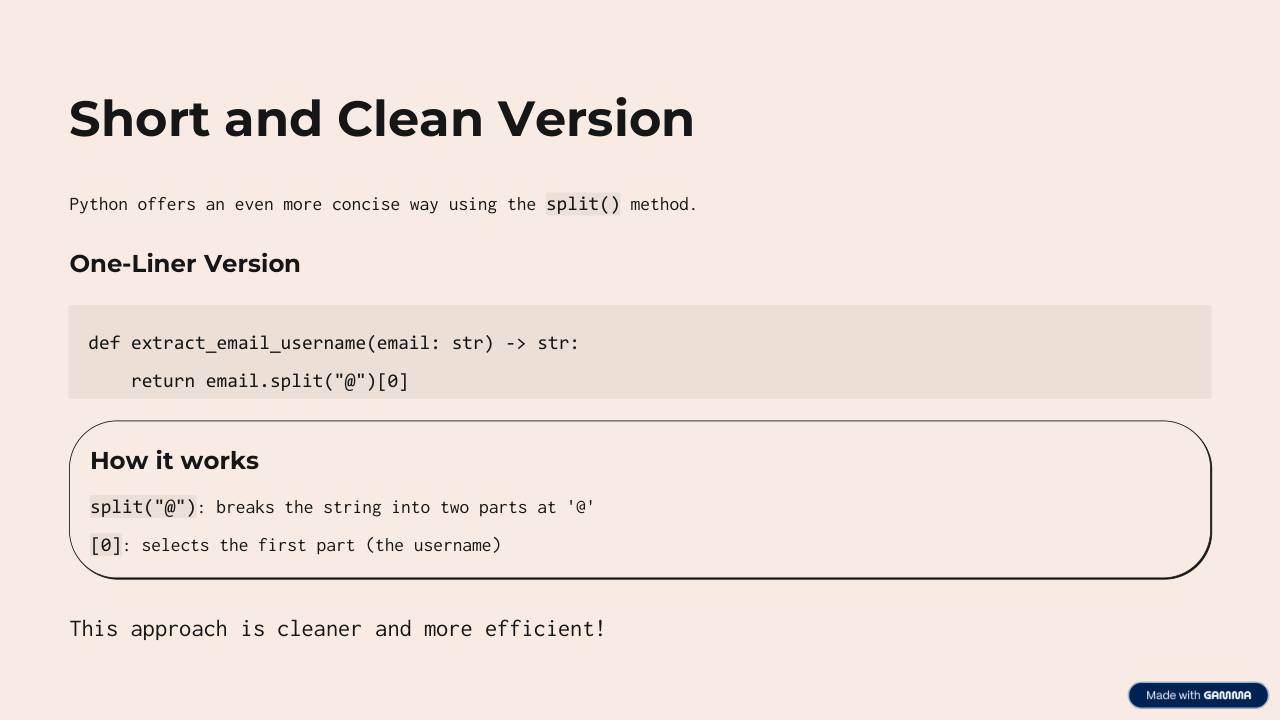 Short and Clean Version
Python offers an even more concise way using the split() method.
One-Liner Version
def extract_email_username(email: str) -> str:
    return email.split("@")[0]
How it works
split("@"): breaks the string into two parts at '@'
[0]: selects the first part (the username)
This approach is cleaner and more efficient!
Made with GAMMA